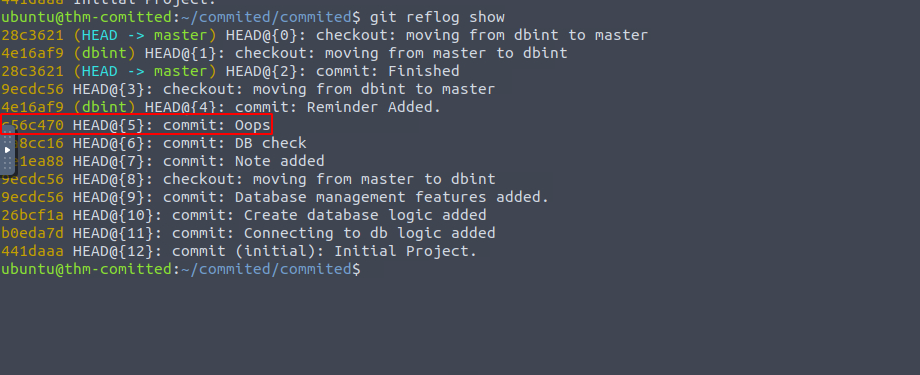 441daaa Initial Project.
ubuntu@thm-comitted:~/commited/commited$ git reflog show
28c3621 (HEAD -> master) HEAD@{0}: checkout: moving from dbint to master
4e16af9 (dbint) HEAD@{1}: checkout: moving from master to dbint
28c3621 (HEAD -> master) HEAD@{2}: commit: Finished
9ecdc56 HEAD@{3}: checkout: moving from dbint to master
4e16af9 (dbint) HEAD@{4}: commit: Reminder Added.
c56c470 HEAD@{5}: commit: Oops
HEAD@{6}: commit: DB check
HEAD@{7}: commit: Note added
9ecdc56 HEAD@{8}: checkout: moving from master to dbint
9ecdc56 HEAD@{9}: commit: Database management features added.
26bcf1a HEAD@{10}: commit: Create database logic added
b0eda7d HEAD@{11}: commit: Connecting to db logic added
441daaa HEAD@{12}: commit (initial): Initial Project.
ubuntu@thm-comitted:~/commited/commited$